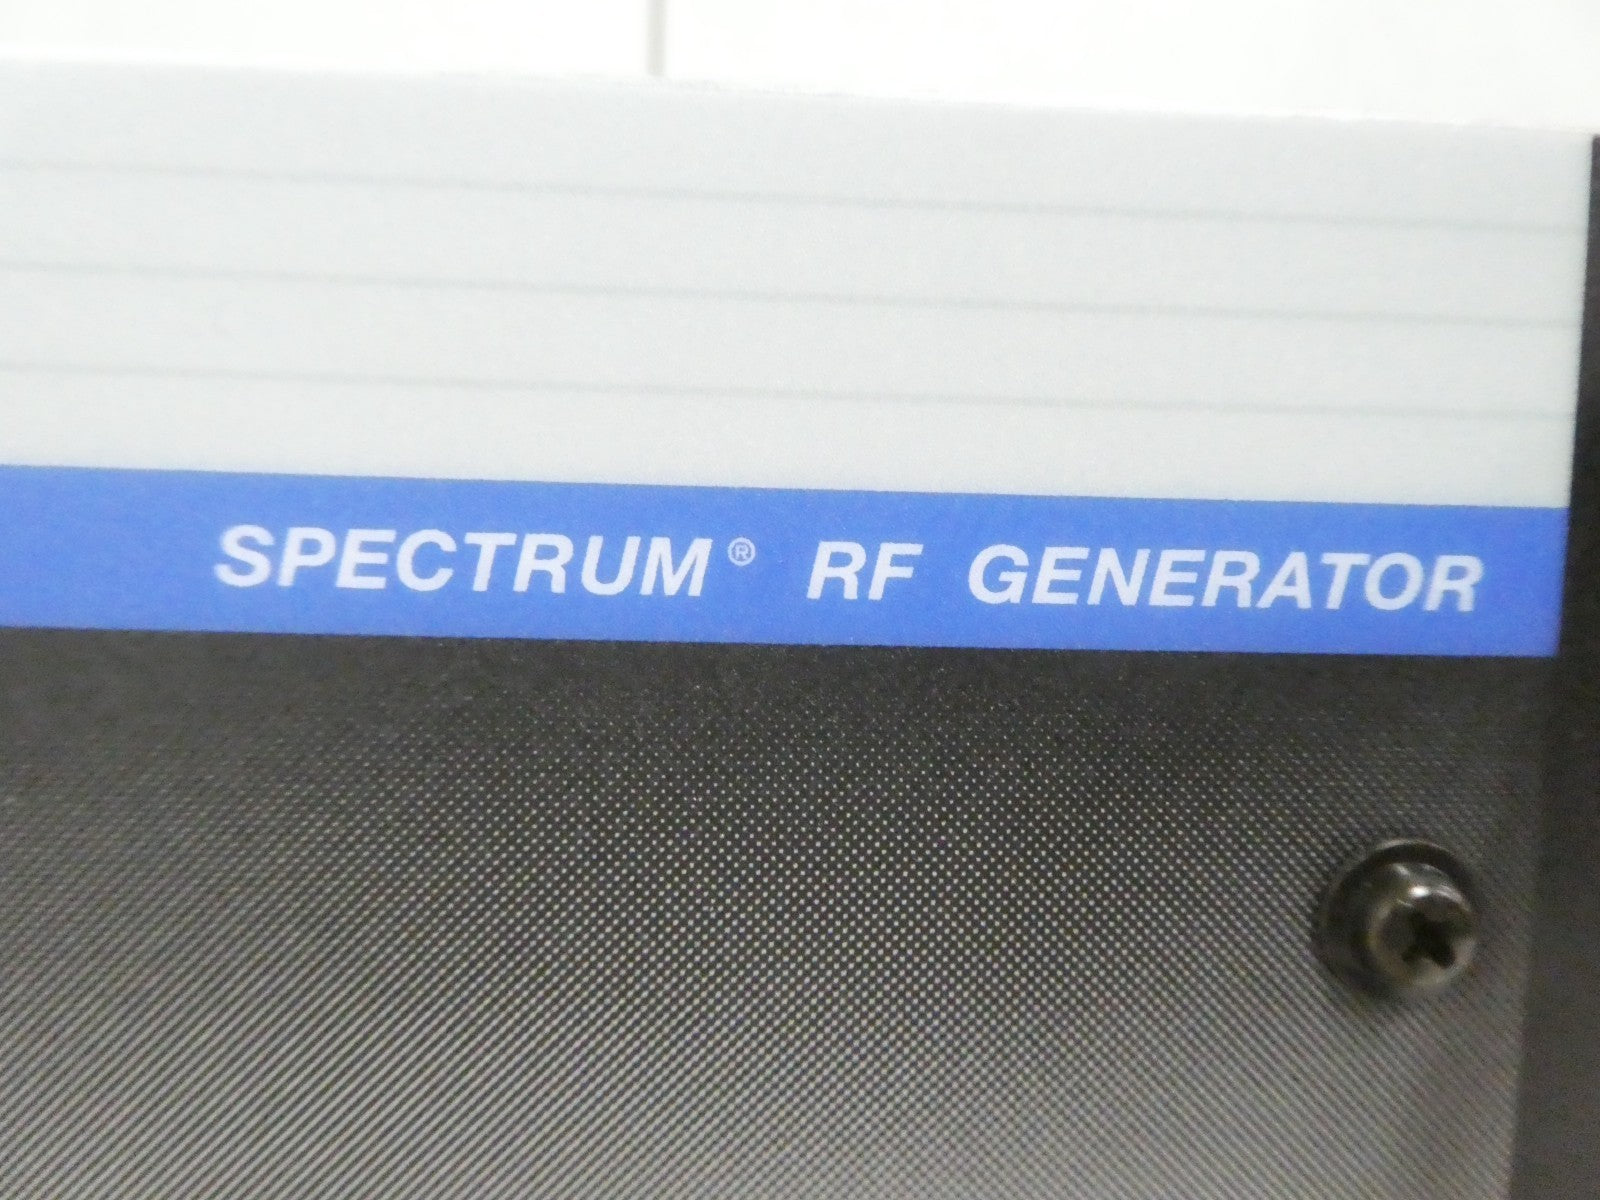 SPECTRUM® RF GENERATOR